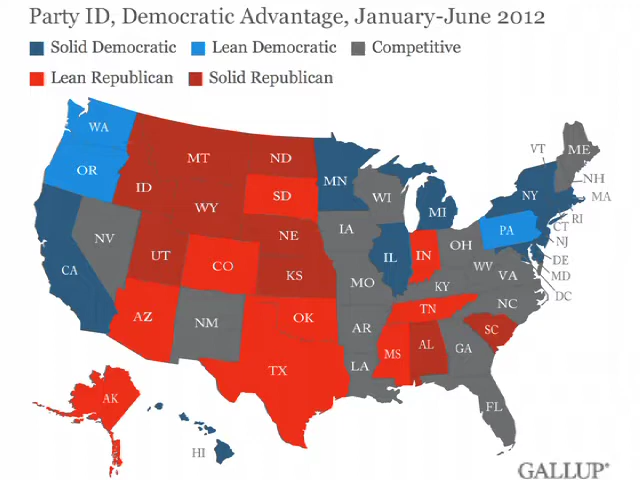 Party ID, Democratic Advantage, January-June 2012
Solid Democratic Lean Democratic Competitive
Lean Republican Solid Republican
WA
MT
ND
VT
ME
OR
ID
SD
MN
WI
NH
MA
WY
MI
NY
RI
CT
NV
NE
IA
PA
NJ
UT
CO
IL
IN
OH
DE
CA
KS
MO
WV
VA
MD
KY
DC
AZ
NM
OK
AR
TN
NC
MS
AL
GA
SC
TX
LA
AK
FL
HI
GALLUP®